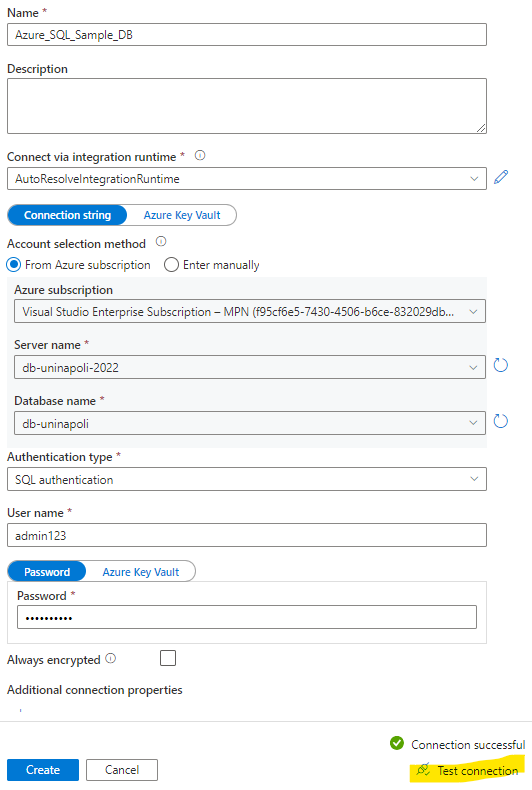 Name *
Azure_SQL_Sample_DB
Description
Connect via integration runtime *
AutoResolveIntegrationRuntime
Connection string Azure Key Vault
Account selection method
From Azure subscription Enter manually
Azure subscription
Visual Studio Enterprise Subscription – MPN (f95cf6e5-7430-4506-b6ce-832029db...
Server name *
db-uninapoli-2022
Database name *
db-uninapoli
Authentication type *
SQL authentication
User name *
admin123
Password Azure Key Vault
Password *
••••••••••
Always encrypted
Additional connection properties
Connection successful
Create Cancel Test connection